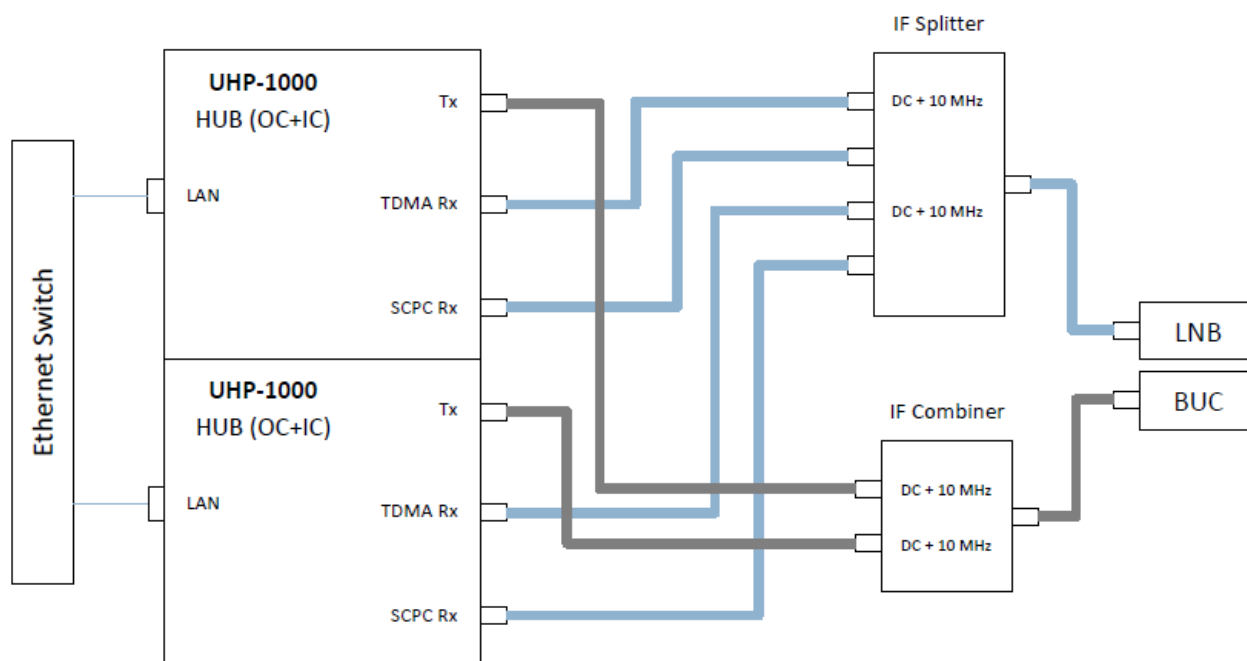 Ethernet Switch
UHP-1000
HUB (OC+IC)
LAN
Tx
TDMA Rx
SCPC Rx
UHP-1000
HUB (OC+IC)
LAN
Tx
TDMA Rx
SCPC Rx
IF Splitter
DC + 10 MHz
DC + 10 MHz
LNB
BUC
IF Combiner
DC + 10 MHz
DC + 10 MHz